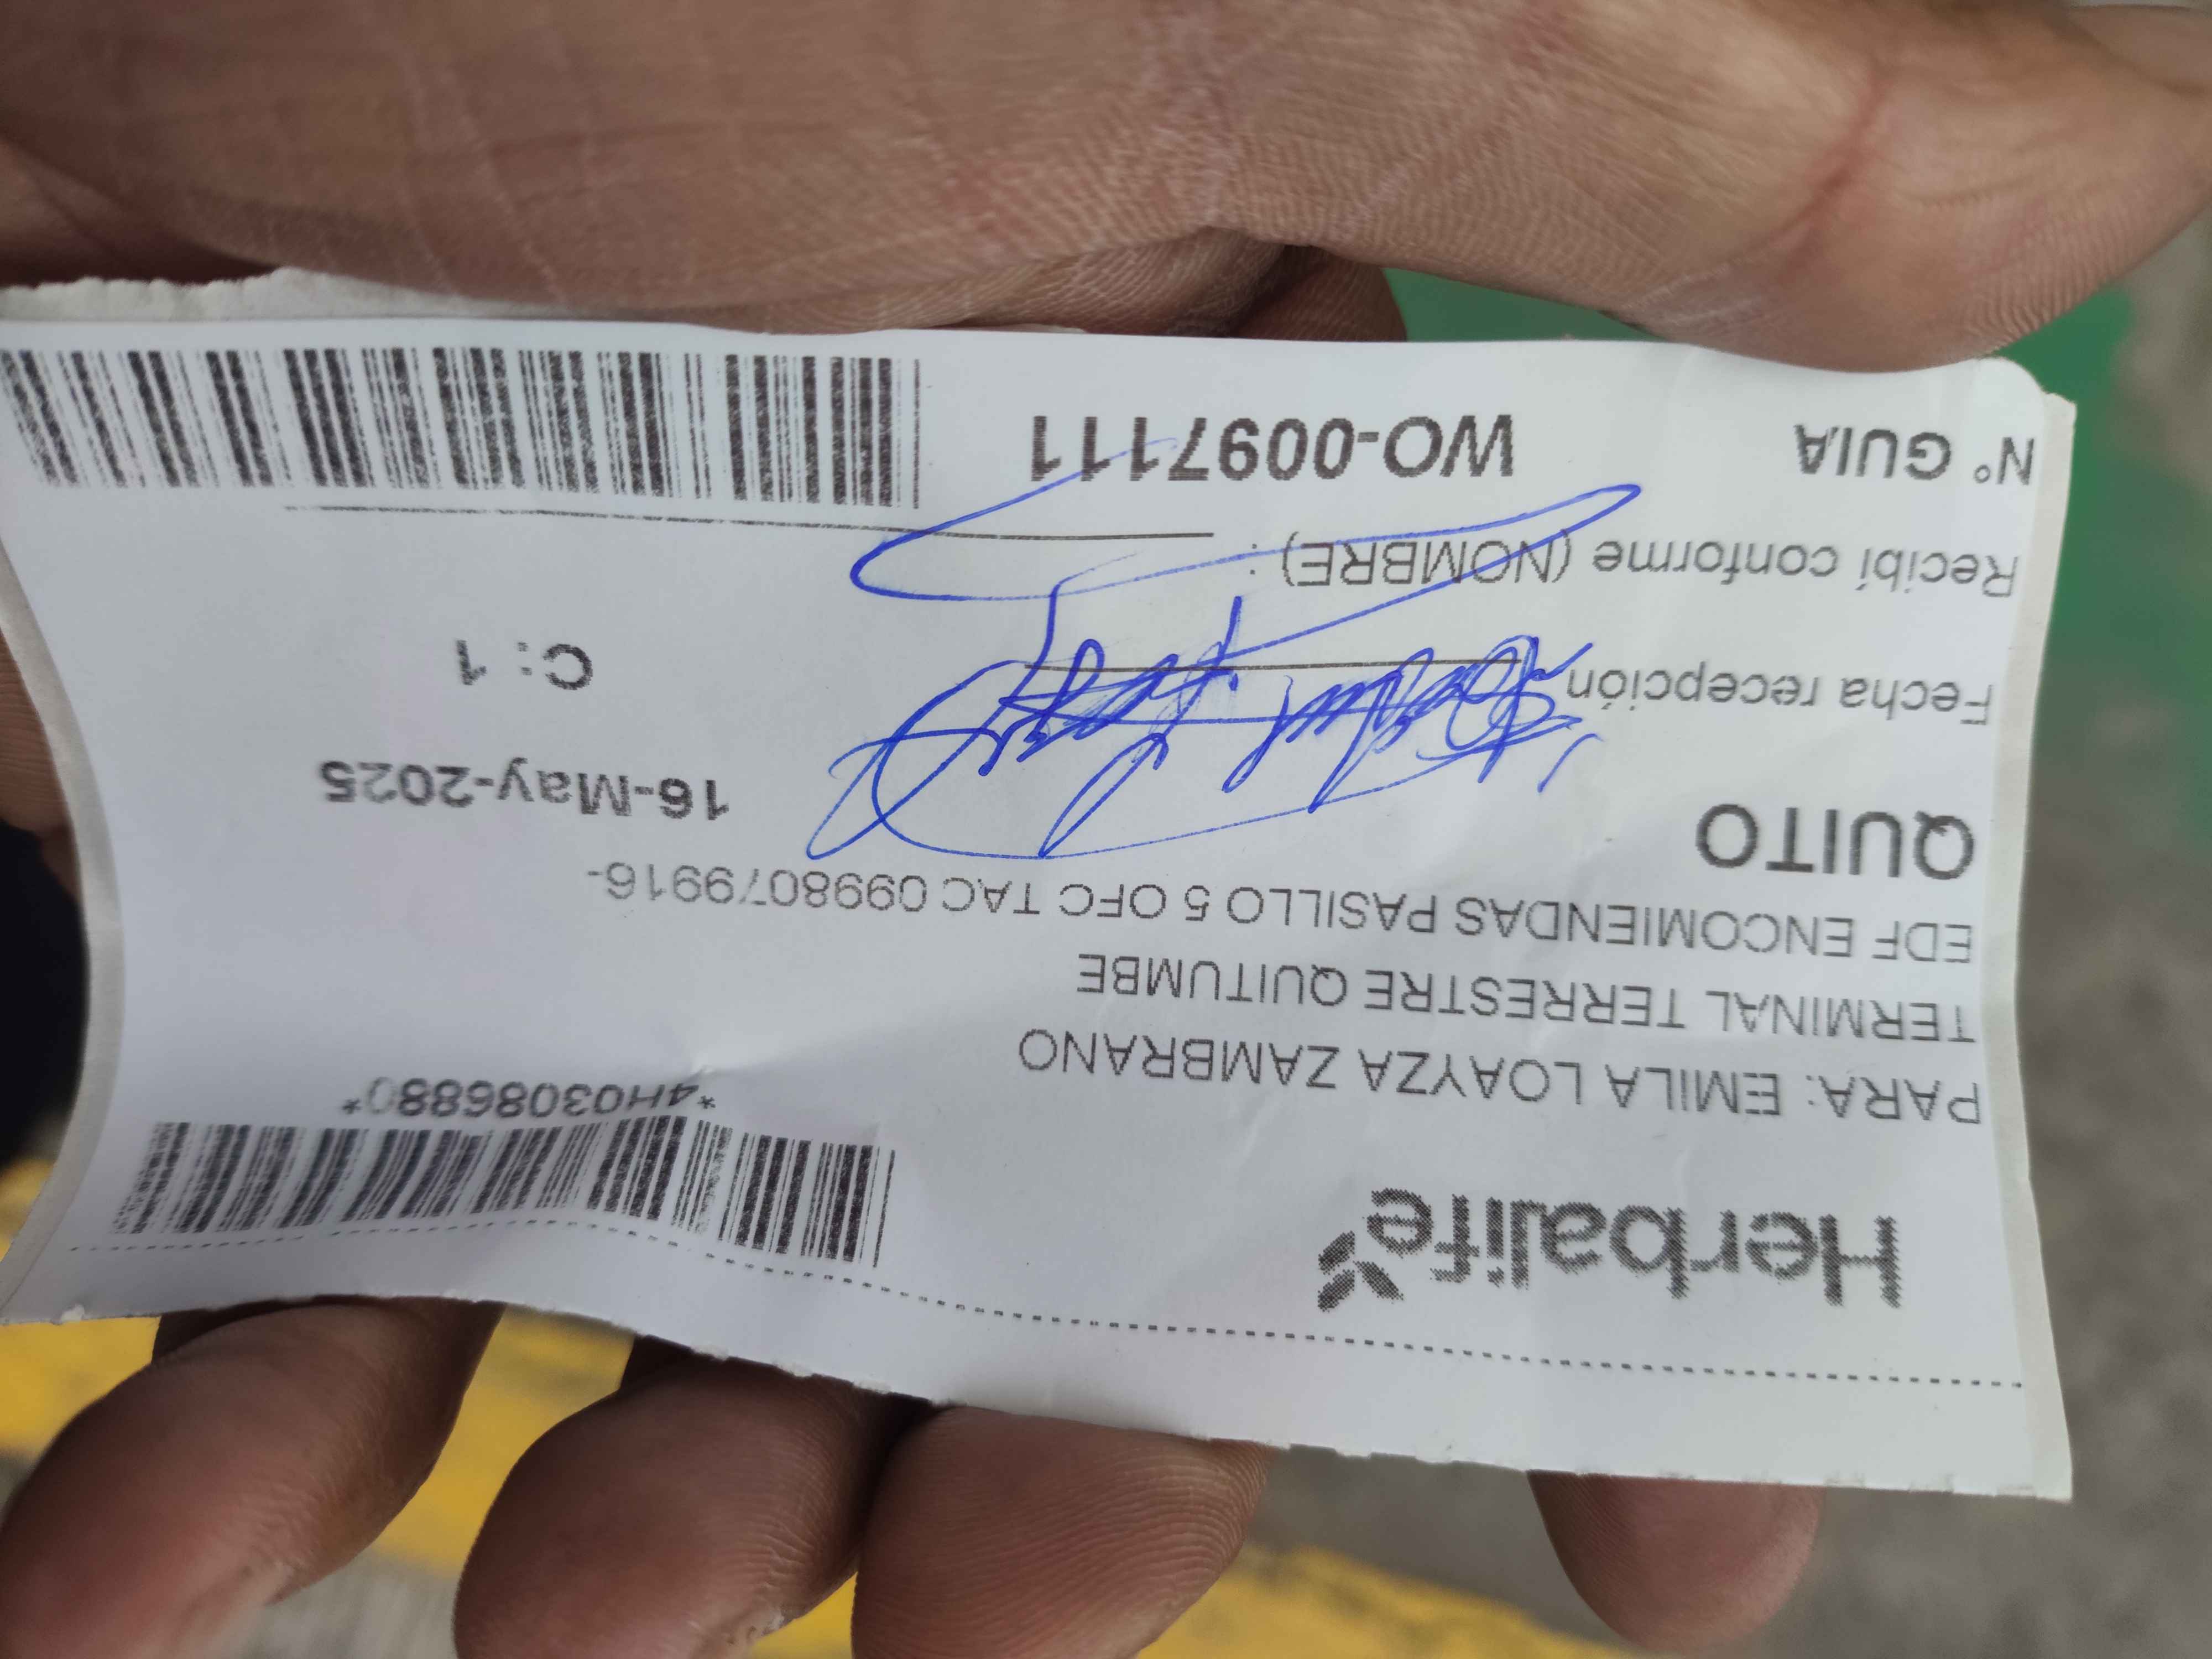 Herbalife
*4H03086880*
PARA: EMILA LOAYZA ZAMBRANO
TERMINAL TERRESTRE QUITUMBE
EDF ENCOMIENDAS PASILLO 5 OFC TAC 0998079916-
QUITO
16-May-2025
Fecha recepción
C: 1
Recibí conforme (NOMBRE) :
N° GUIA WO-0097111